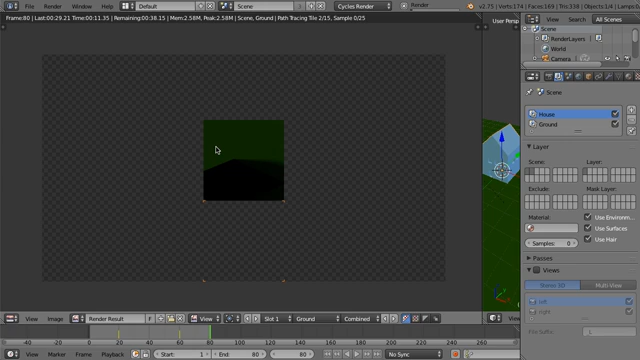 File Render Window Help Default Scene Cycles Render v2.75 | Verts:174 | Faces:169 | Tris:338 | Objects:1/4 | Lamps:
Frame:80 | Last:00:29.21 Time:00:11.35 | Remaining:00:38.15 | Mem:2.58M, Peak:2.58M | Scene, Ground | Path Tracing Tile 2/15, Sample 0/25
User Persp
View Search All Scenes
Scene
RenderLayers
World
Camera
Scene
House
Ground
Layer
Scene: Layer:
Exclude: Mask Layer:
Material: Use Environm..
Use Surfaces
Samples: 0 Use Hair
Passes
Views
Stereo 3D Multi-View
left
right
File Suffix:
View Image Render Result F View Slot 1 Ground Combined View
-40 -20 0 20 40 60 80 100 120 140 160 180 200 220 240 260
View Marker Frame Playback Start: 1 End: 80 80 No Sync